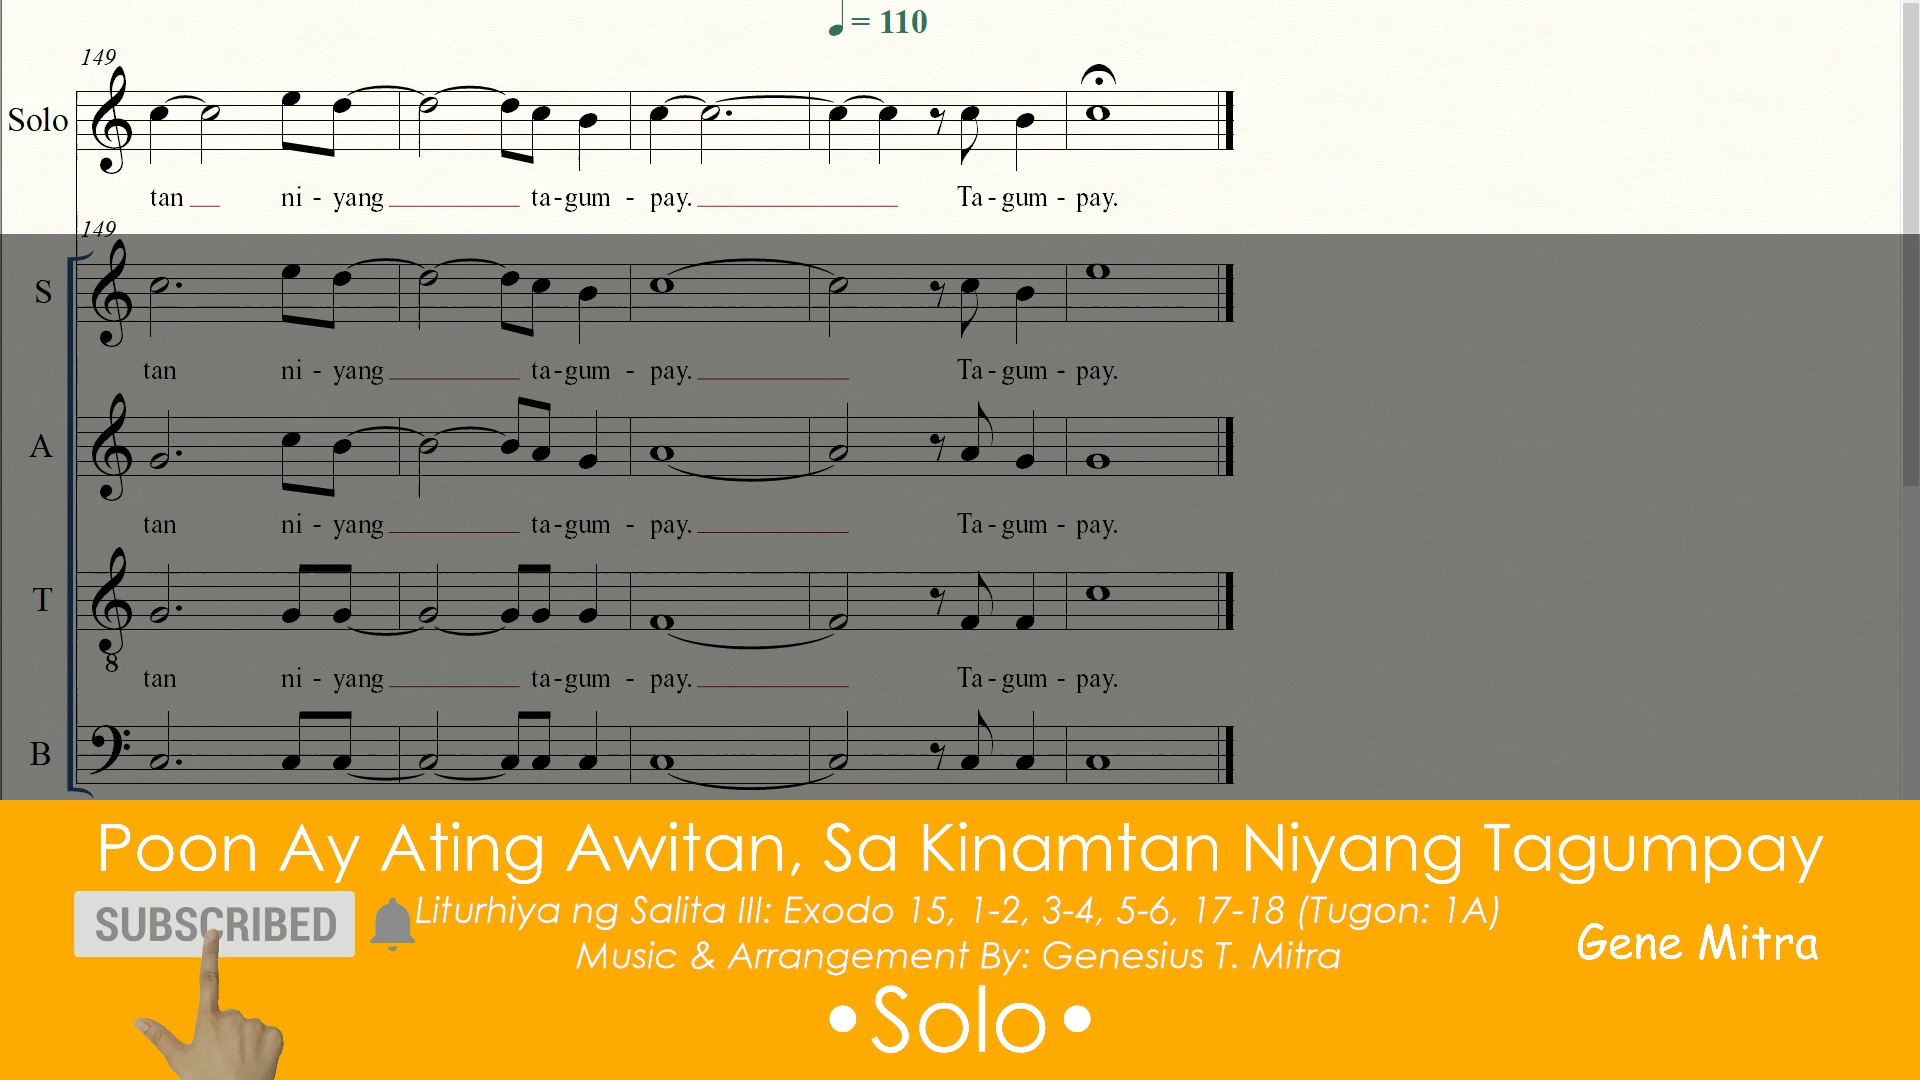 = 110
149
Solo
tan ni - yang ta - gum - pay. Ta - gum - pay.
149
S
tan ni - yang ta - gum - pay. Ta - gum - pay.
A
tan ni - yang ta - gum - pay. Ta - gum - pay.
T
8
tan ni - yang ta - gum - pay. Ta - gum - pay.
B
Poon Ay Ating Awitan, Sa Kinamtan Niyang Tagumpay
SUBSCRIBED
Liturhiya ng Salita III: Exodo 15, 1-2, 3-4, 5-6, 17-18 (Tugon: 1A)
Music & Arrangement By: Genesius T. Mitra
Gene Mitra
•Solo•